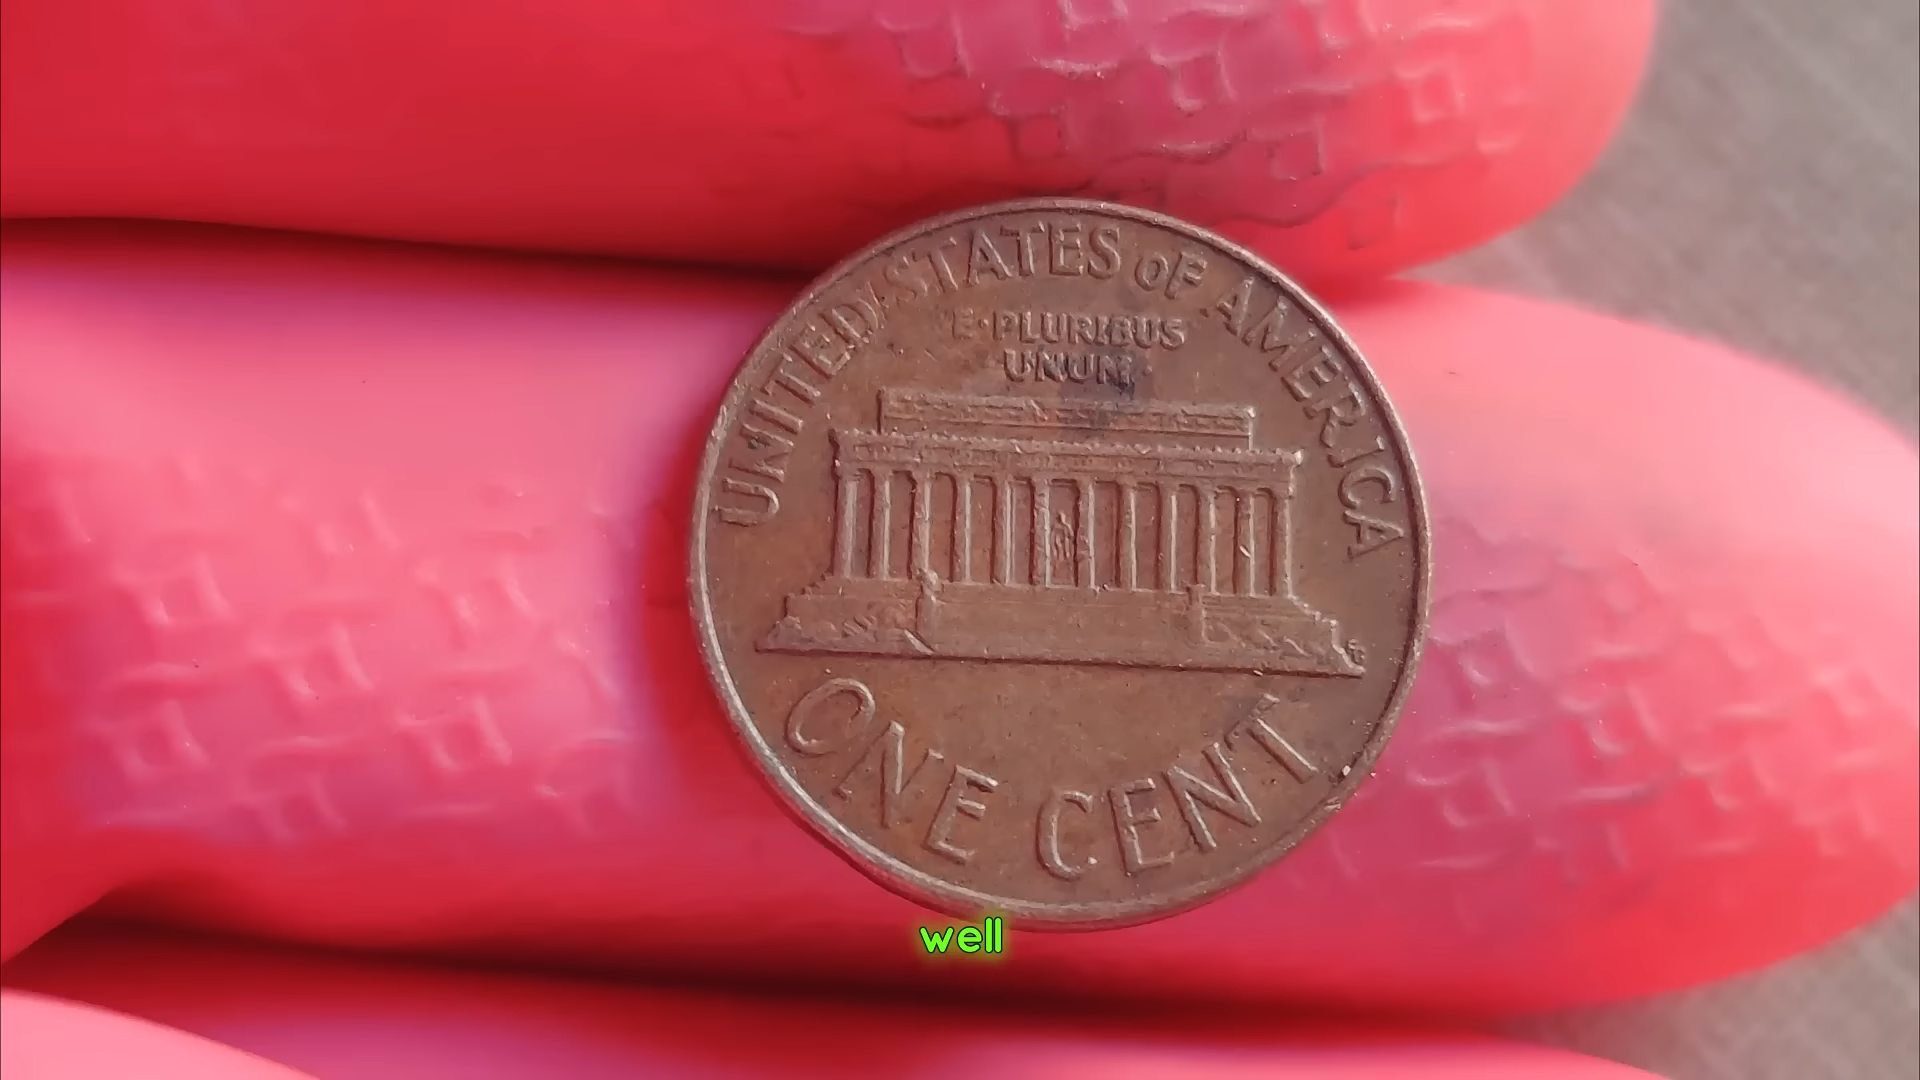 UNITED STATES OF AMERICA
E·PLURIBUS
UNUM·
ONE CENT
well